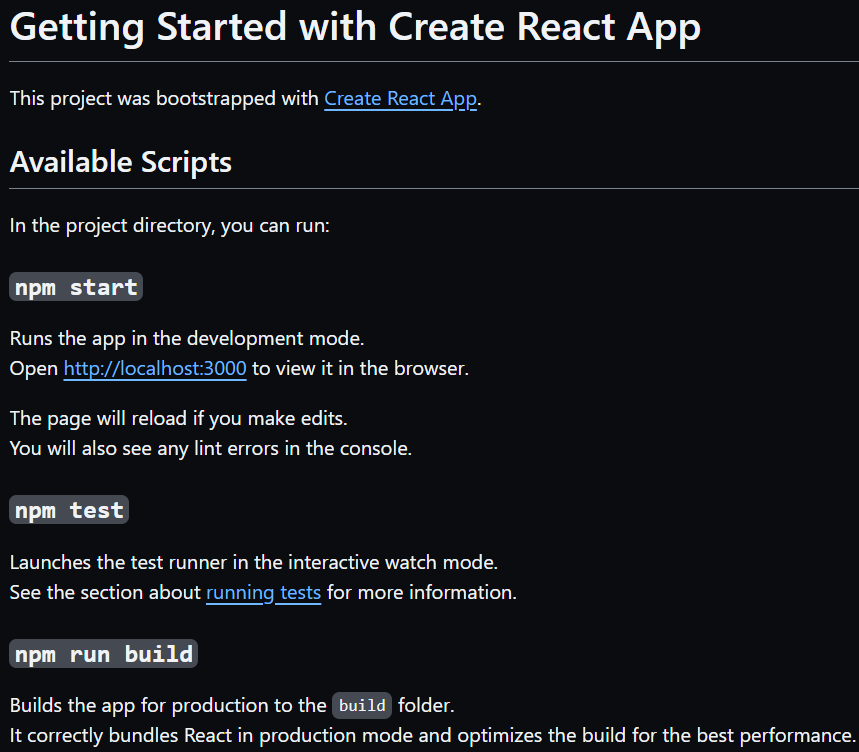 Getting Started with Create React App
This project was bootstrapped with Create React App.
Available Scripts
In the project directory, you can run:
npm start
Runs the app in the development mode.
Open http://localhost:3000 to view it in the browser.
The page will reload if you make edits.
You will also see any lint errors in the console.
npm test
Launches the test runner in the interactive watch mode.
See the section about running tests for more information.
npm run build
Builds the app for production to the build folder.
It correctly bundles React in production mode and optimizes the build for the best performance.